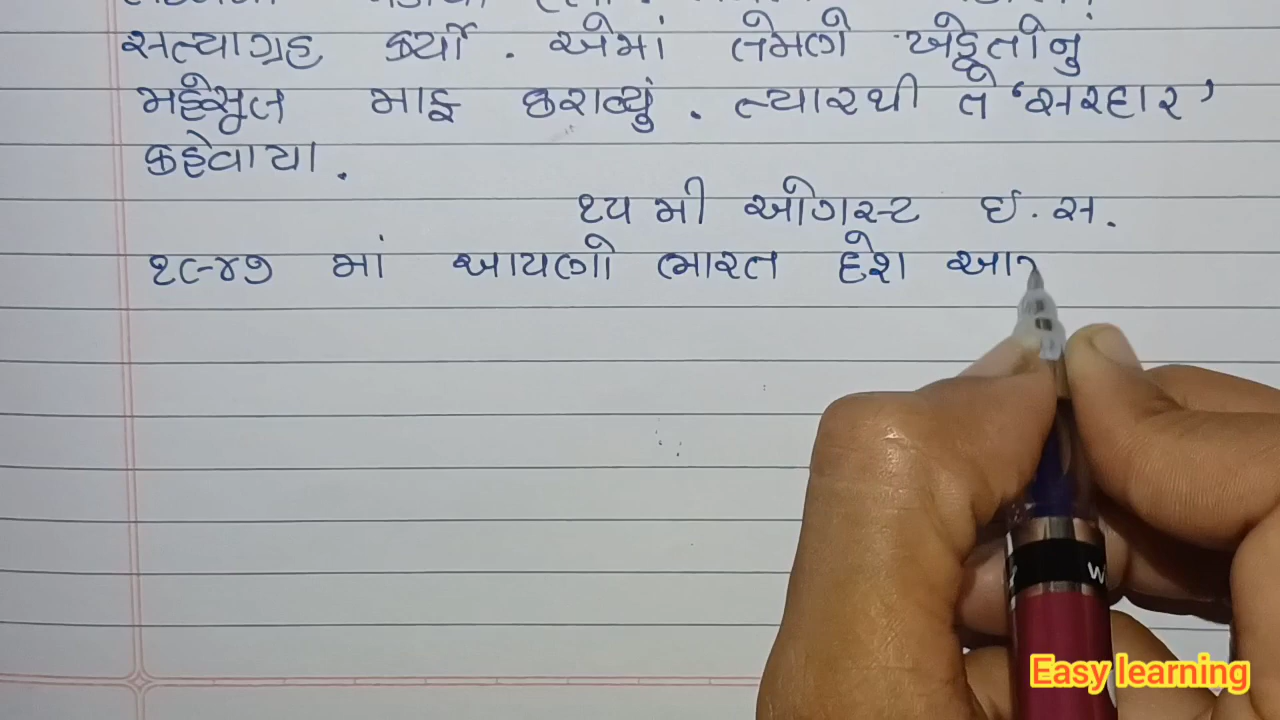 સત્યાગ્રહ કર્યો. એમાં તેમણે ખેડૂતોનું
મહેસૂલ માફ કરાવ્યું. ત્યારથી તે 'સરદાર'
કહેવાયા.
૧૫ મી ઓગસ્ટ ઈ.સ.
૧૯૪૭ માં આપણો ભારત દેશ
Easy learning